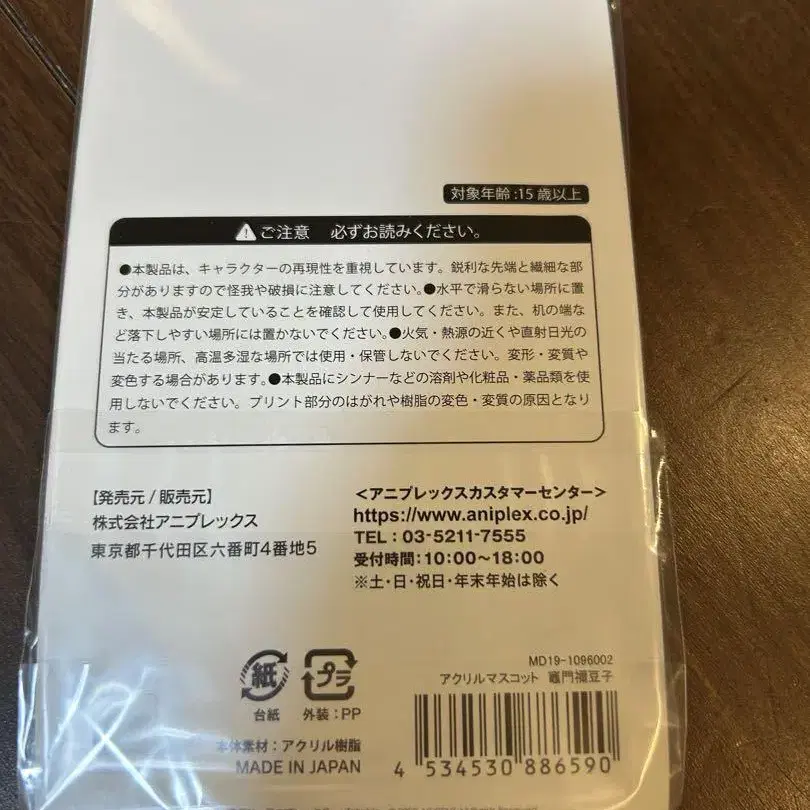 対象年齢:15歳以上
ご注意 必ずお読みください。
●本製品は、キャラクターの再現性を重視しています。鋭利な先端と繊細な部
分がありますので怪我や破損に注意してください。●水平で滑らない場所に置
き、本製品が安定していることを確認して使用してください。また、机の端な
ど落下しやすい場所には置かないでください。●火気・熱源の近くや直射日光の
当たる場所、高温多湿な場所では使用・保管しないでください。変形・変質や
変色する場合があります。●本製品にシンナーなどの溶剤や化粧品・薬品類を使
用しないでください。プリント部分のはがれや樹脂の変色・変質の原因となり
ます。
【発売元/販売元】
株式会社アニプレックス
東京都千代田区六番町4番地5
<アニプレックスカスタマーセンター>
https://www.aniplex.co.jp/
TEL:03-5211-7555
受付時間:10:00〜18:00
※土・日・祝日・年末年始は除く
紙
台紙
プラ
外装:PP
本体素材:アクリル樹脂
MADE IN JAPAN
MD19-1096002
アクリルマスコット 竈門禰豆子
4 534530 886590